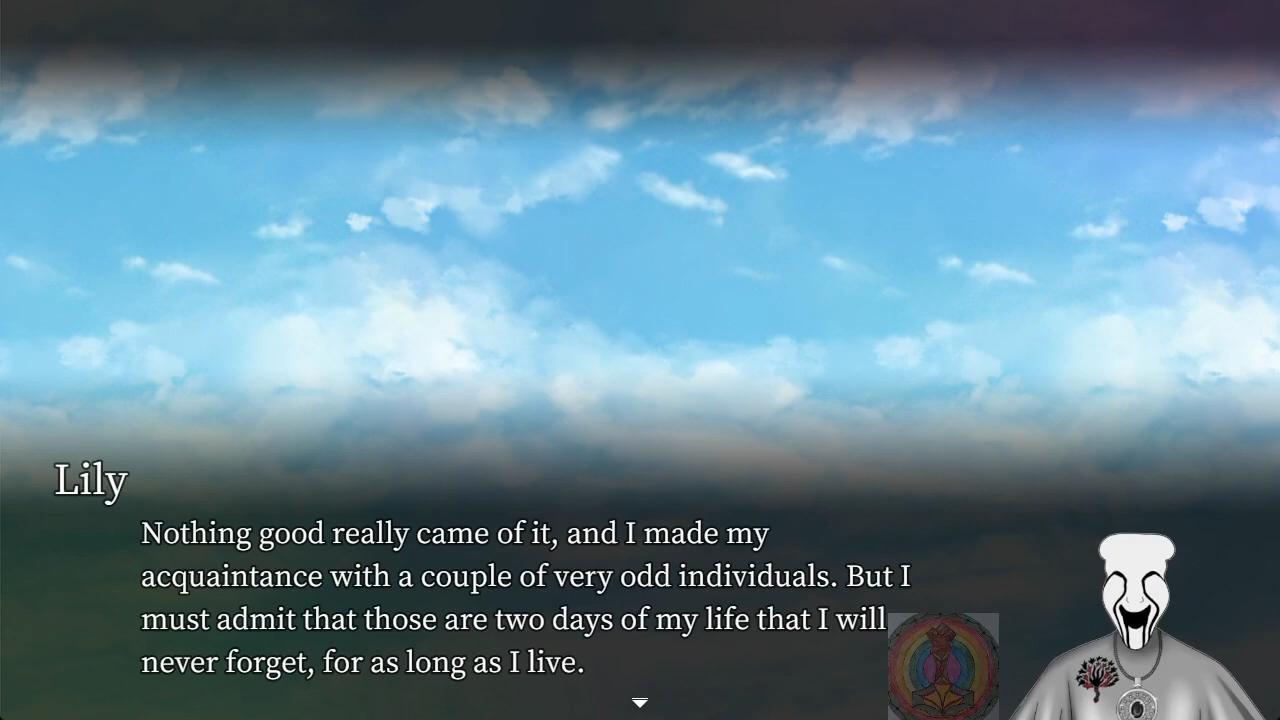 Lily
Nothing good really came of it, and I made my
acquaintance with a couple of very odd individuals. But I
must admit that those are two days of my life that I will
never forget, for as long as I live.